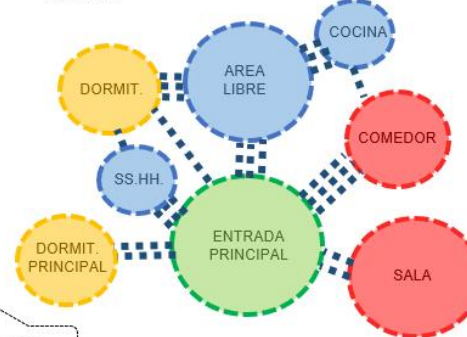 COCINA
AREA
LIBRE
DORMIT.
COMEDOR
SS.HH.
ENTRADA
PRINCIPAL
DORMIT.
PRINCIPAL
SALA